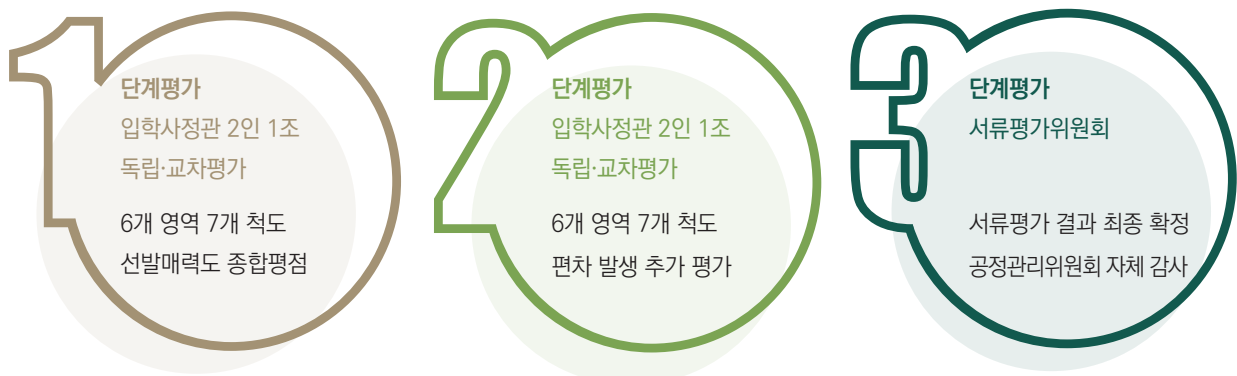 1
단계평가
입학사정관 2인 1조
독립·교차평가
6개 영역 7개 척도
선발매력도 종합평점
2
단계평가
입학사정관 2인 1조
독립·교차평가
6개 영역 7개 척도
편차 발생 추가 평가
3
단계평가
서류평가위원회
서류평가 결과 최종 확정
공정관리위원회 자체 감사